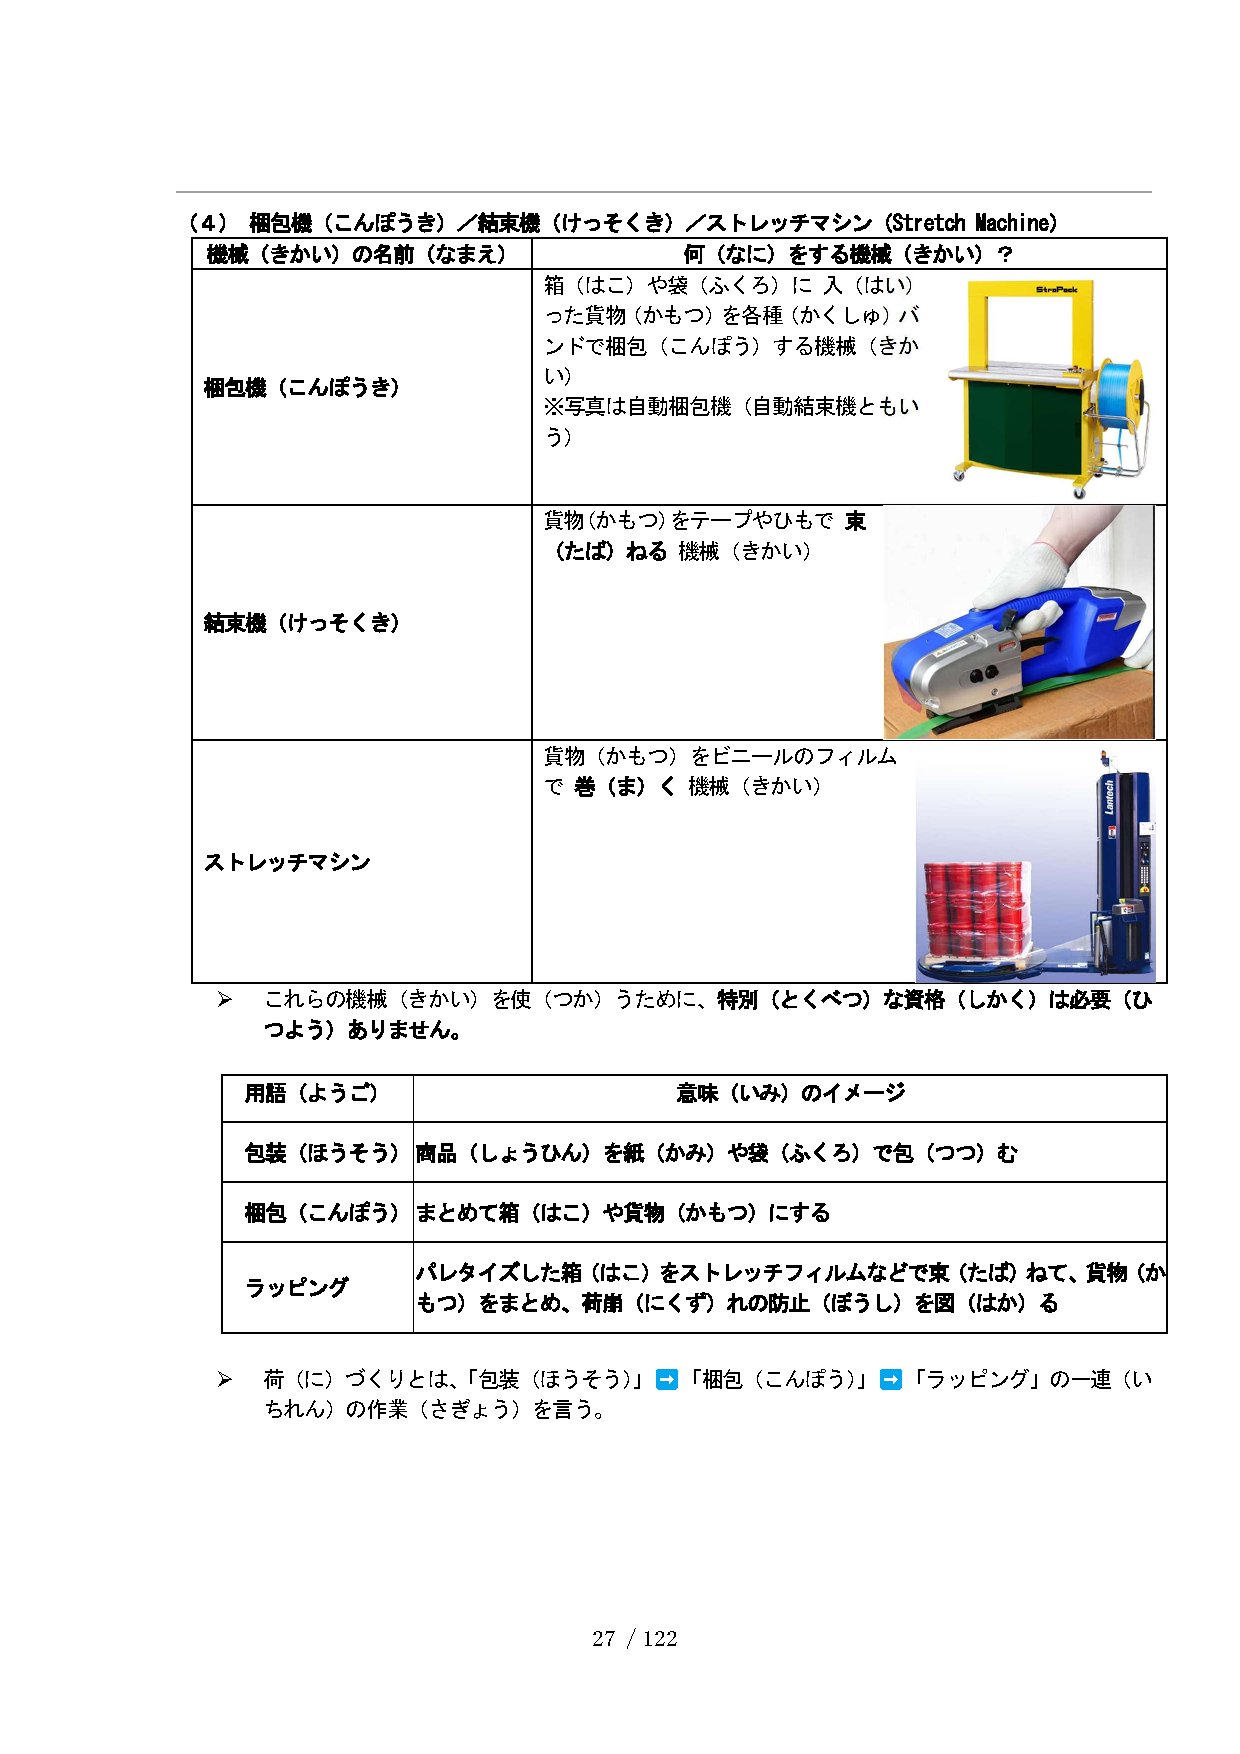 （４） 梱包機（こんぽうき）／結束機（けっそくき）／ストレッチマシン（Stretch Machine）
機械（きかい）の名前（なまえ）
何（なに）をする機械（きかい）？
梱包機（こんぽうき）
箱（はこ）や袋（ふくろ）に 入（はい）
った貨物（かもつ）を各種（かくしゅ）バ
ンドで梱包（こんぽう）する機械（きか
い）
※写真は自動梱包機（自動結束機ともい
う）
StraPack
結束機（けっそくき）
貨物（かもつ）をテープやひもで 束
（たば）ねる 機械（きかい）
ストレッチマシン
貨物（かもつ）をビニールのフィルム
で 巻（ま）く 機械（きかい）
Lantech
➢ これらの機械（きかい）を使（つか）うために、特別（とくべつ）な資格（しかく）は必要（ひ
つよう）ありません。
用語（ようご）
意味（いみ）のイメージ
包装（ほうそう）
商品（しょうひん）を紙（かみ）や袋（ふくろ）で包（つつ）む
梱包（こんぽう）
まとめて箱（はこ）や貨物（かもつ）にする
ラッピング
パレタイズした箱（はこ）をストレッチフィルムなどで束（たば）ねて、貨物（か
もつ）をまとめ、荷崩（にくず）れの防止（ぼうし）を図（はか）る
➢ 荷（に）づくりとは、「包装（ほうそう）」➡「梱包（こんぽう）」➡「ラッピング」の一連（い
ちれん）の作業（さぎょう）を言う。
27 / 122